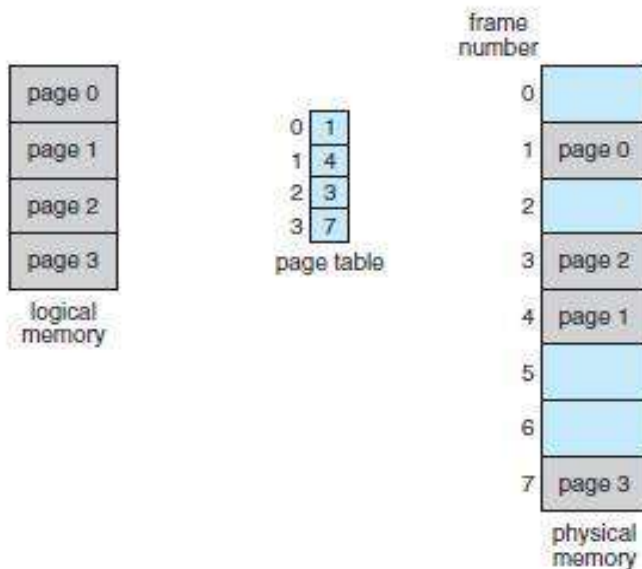 page 0
page 1
page 2
page 3
logical
memory
0 1
1 4
2 3
3 7
page table
frame
number
0
1 page 0
2
3 page 2
4 page 1
5
6
7 page 3
physical
memory